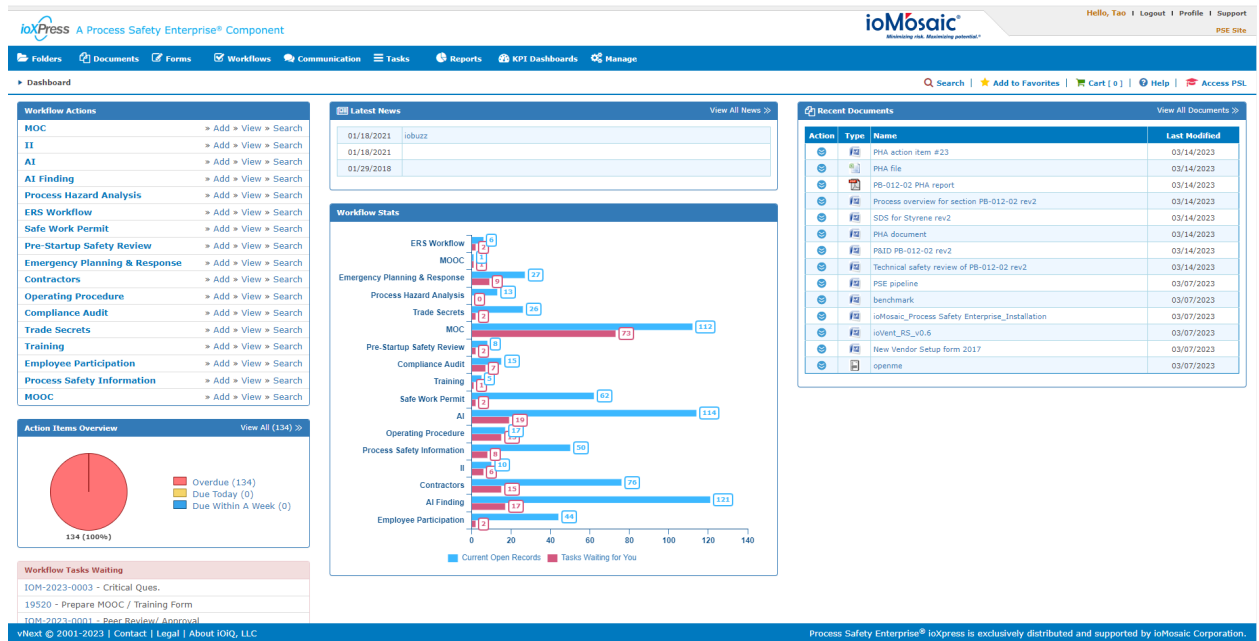 ioXPress A Process Safety Enterprise® Component
ioMosaic®
Minimizing risk. Maximizing potential.®
Hello, Tao | Logout | Profile | Support
PSE Site
Folders Documents Forms Workflows Communication Tasks Reports KPI Dashboards Manage
Dashboard
Search | Add to Favorites | Cart [ 0 ] | Help | Access PSL
Workflow Actions
MOC » Add » View » Search
II » Add » View » Search
AI » Add » View » Search
AI Finding » Add » View » Search
Process Hazard Analysis » Add » View » Search
ERS Workflow » Add » View » Search
Safe Work Permit » Add » View » Search
Pre-Startup Safety Review » Add » View » Search
Emergency Planning & Response » Add » View » Search
Contractors » Add » View » Search
Operating Procedure » Add » View » Search
Compliance Audit » Add » View » Search
Trade Secrets » Add » View » Search
Training » Add » View » Search
Employee Participation » Add » View » Search
Process Safety Information » Add » View » Search
MOOC » Add » View » Search
Action Items Overview View All (134) »
Overdue (134)
Due Today (0)
Due Within A Week (0)
134 (100%)
Workflow Tasks Waiting
IOM-2023-0003 - Critical Ques.
19520 - Prepare MOOC / Training Form
IOM-2023-0001 - Peer Review/ Approval
Latest News View All News »
01/18/2021 iobuzz
01/18/2021
01/29/2018
Workflow Stats
ERS Workflow 6 2
MOOC 1 1
Emergency Planning & Response 27 9
Process Hazard Analysis 13 0
Trade Secrets 26 2
MOC 112 73
Pre-Startup Safety Review 8 2
Compliance Audit 15 7
Training 5 1
Safe Work Permit 62 2
AI 114 19
Operating Procedure 17 15
Process Safety Information 50 8
II 10 6
Contractors 76 15
AI Finding 121 17
Employee Participation 44 2
0 20 40 60 80 100 120 140
Current Open Records Tasks Waiting for You
Recent Documents View All Documents »
Action Type Name Last Modified
PHA action item #23 03/14/2023
PHA file 03/14/2023
PB-012-02 PHA report 03/14/2023
Process overview for section PB-012-02 rev2 03/14/2023
SDS for Styrene rev2 03/14/2023
PHA document 03/14/2023
P&ID PB-012-02 rev2 03/14/2023
Technical safety review of PB-012-02 rev2 03/14/2023
PSE pipeline 03/07/2023
benchmark 03/07/2023
ioMosaic_Process Safety Enterprise_Installation 03/07/2023
ioVent_RS_v0.6 03/07/2023
New Vendor Setup form 2017 03/07/2023
openme 03/07/2023
vNext © 2001-2023 | Contact | Legal | About iOiQ, LLC
Process Safety Enterprise® ioXpress is exclusively distributed and supported by ioMosaic Corporation.